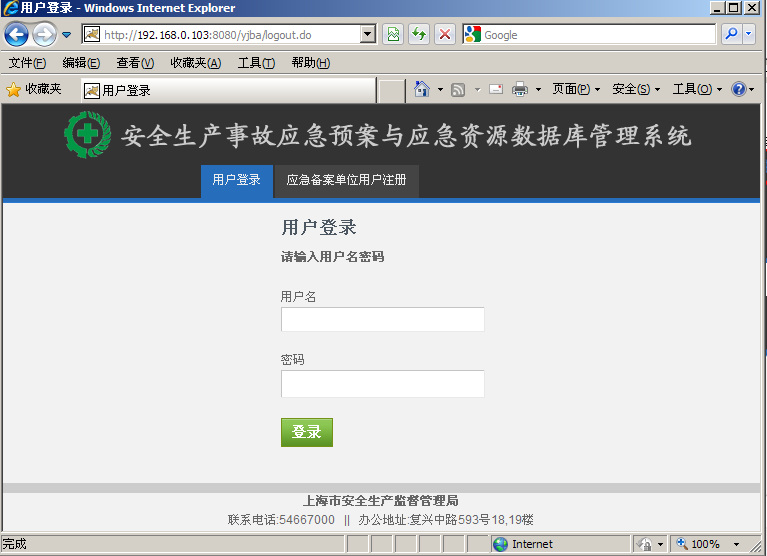 用户登录 - Windows Internet Explorer
http://192.168.0.103:8080/yjba/logout.do
Google
文件(F) 编辑(E) 查看(V) 收藏夹(A) 工具(T) 帮助(H)
收藏夹 用户登录 页面(P) 安全(S) 工具(O)
安全生产事故应急预案与应急资源数据库管理系统
用户登录 应急备案单位用户注册
用户登录
请输入用户名密码
用户名
密码
登录
上海市安全生产监督管理局
联系电话:54667000 || 办公地址:复兴中路593号18,19楼
完成 Internet 100%